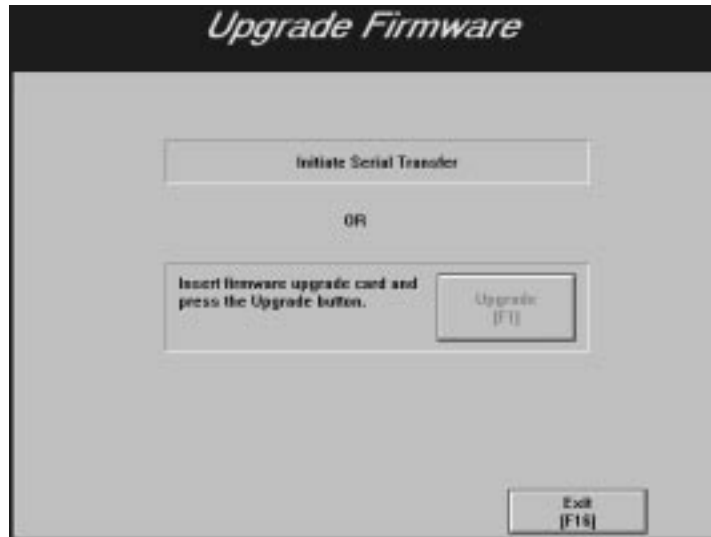 Upgrade Firmware
Initiate Serial Transfer
OR
Insert firmware upgrade card and
press the Upgrade button.
Upgrade
[F1]
Exit
[F16]